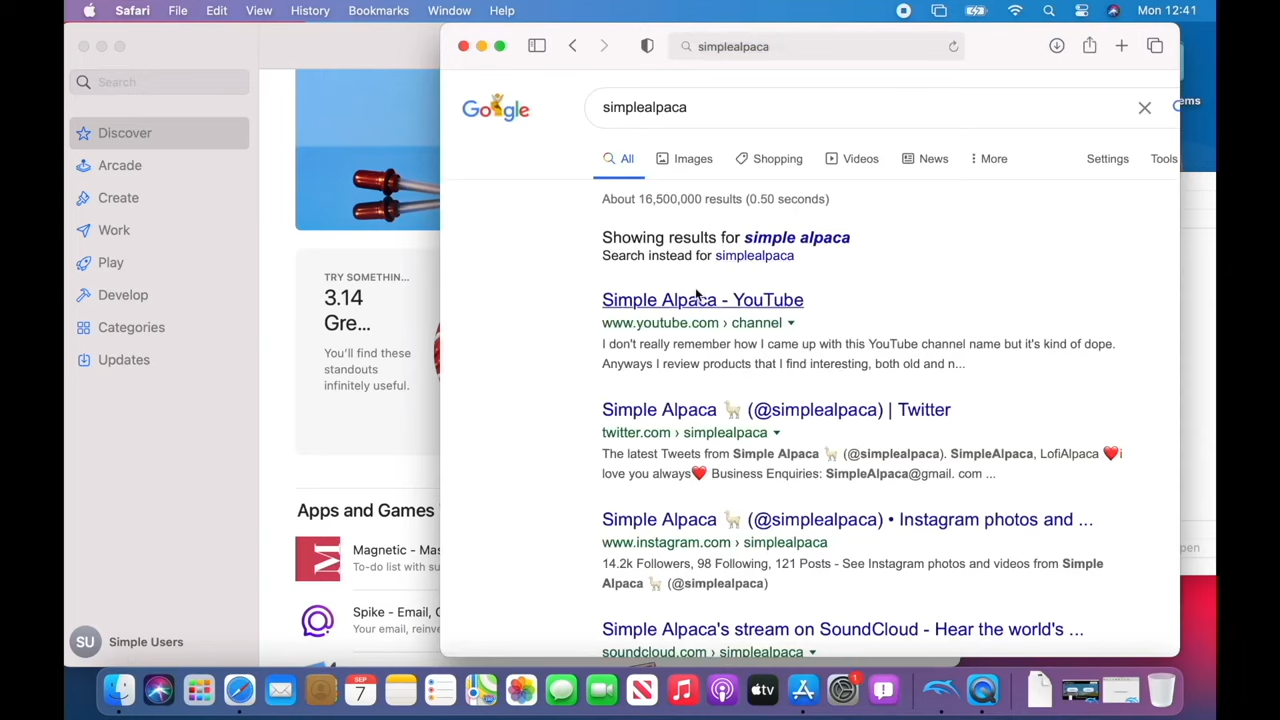 Safari File Edit View History Bookmarks Window Help Mon 12:41
Search
Discover
Arcade
Create
Work
Play
Develop
Categories
Updates
SU Simple Users
TRY SOMETHIN...
3.14
Gre...
You'll find these
standouts
infinitely useful.
Apps and Games
Magnetic - Mas
To-do list with su
Spike - Email, C
Your email, reinve
simplealpaca
Google
simplealpaca
All Images Shopping Videos News More Settings Tools
About 16,500,000 results (0.50 seconds)
Showing results for simple alpaca
Search instead for simplealpaca
Simple Alpaca - YouTube
www.youtube.com › channel
I don't really remember how I came up with this YouTube channel name but it's kind of dope.
Anyways I review products that I find interesting, both old and n...
Simple Alpaca 🦙 (@simplealpaca) | Twitter
twitter.com › simplealpaca
The latest Tweets from Simple Alpaca 🦙 (@simplealpaca). SimpleAlpaca, LofiAlpaca ❤️i
love you always❤️ Business Enquiries: SimpleAlpaca@gmail. com ...
Simple Alpaca 🦙 (@simplealpaca) • Instagram photos and ...
www.instagram.com › simplealpaca
14.2k Followers, 98 Following, 121 Posts - See Instagram photos and videos from Simple
Alpaca 🦙 (@simplealpaca)
Simple Alpaca's stream on SoundCloud - Hear the world's ...
soundcloud.com › simplealpaca
ems
pen
SEP
7
tv
1